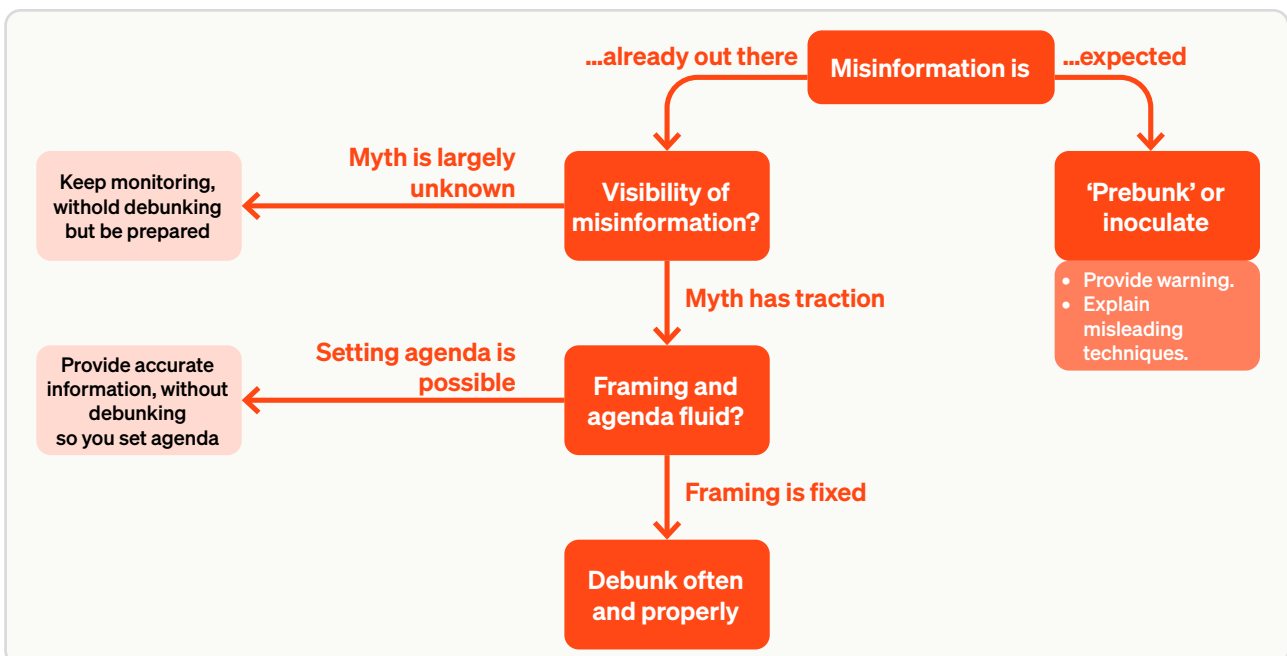 ...already out there
Misinformation is
...expected
Myth is largely
unknown
Keep monitoring,
withold debunking
but be prepared
Visibility of
misinformation?
‘Prebunk’ or
inoculate
• Provide warning.
• Explain
misleading
techniques.
Myth has traction
Setting agenda is
possible
Provide accurate
information, without
debunking
so you set agenda
Framing and
agenda fluid?
Framing is fixed
Debunk often
and properly